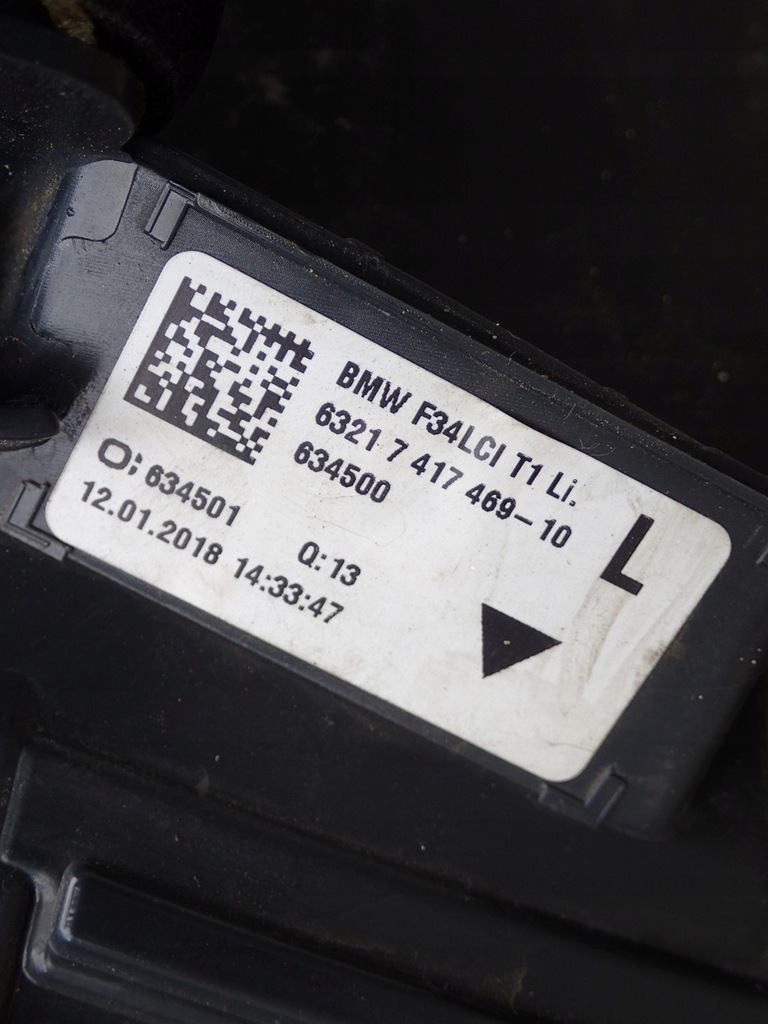 BMW F34LCI T1 Li.
6321 7 417 469-10
634500
L
O: 634501
Q: 13
12.01.2018 14:33:47